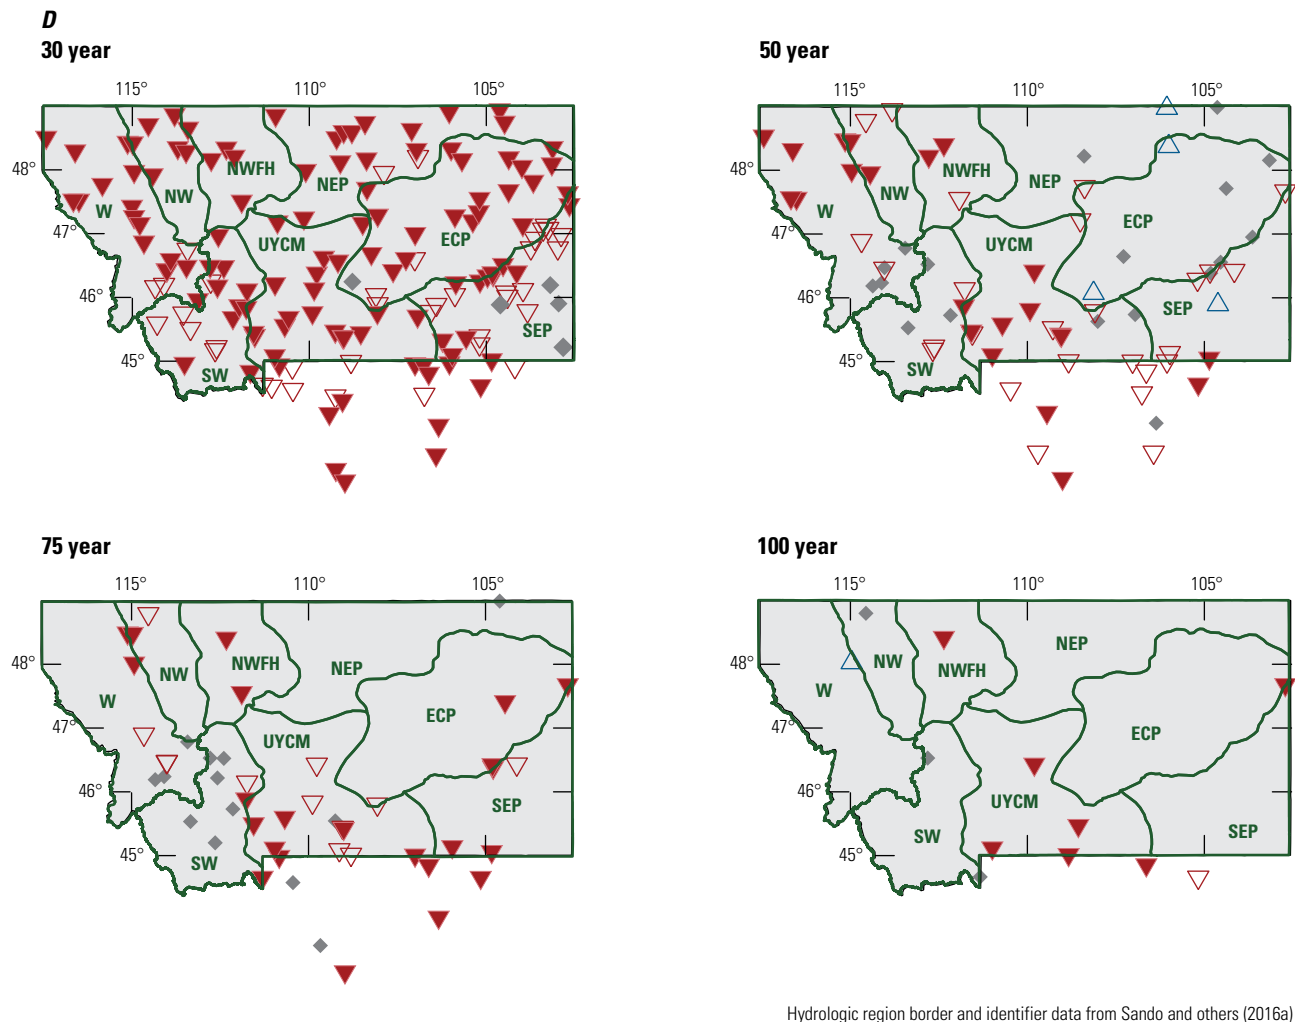 D
30 year
50 year
115° 110° 105°
115° 110° 105°
48°
47°
46°
45°
W
NW
NWFH
NEP
UYCM
ECP
SEP
SW
48°
47°
46°
45°
W
NW
NWFH
NEP
UYCM
ECP
SEP
SW
75 year
100 year
115° 110° 105°
115° 110° 105°
48°
47°
46°
45°
W
NW
NWFH
NEP
UYCM
ECP
SEP
SW
48°
47°
46°
45°
W
NW
NWFH
NEP
UYCM
ECP
SEP
SW
Hydrologic region border and identifier data from Sando and others (2016a)